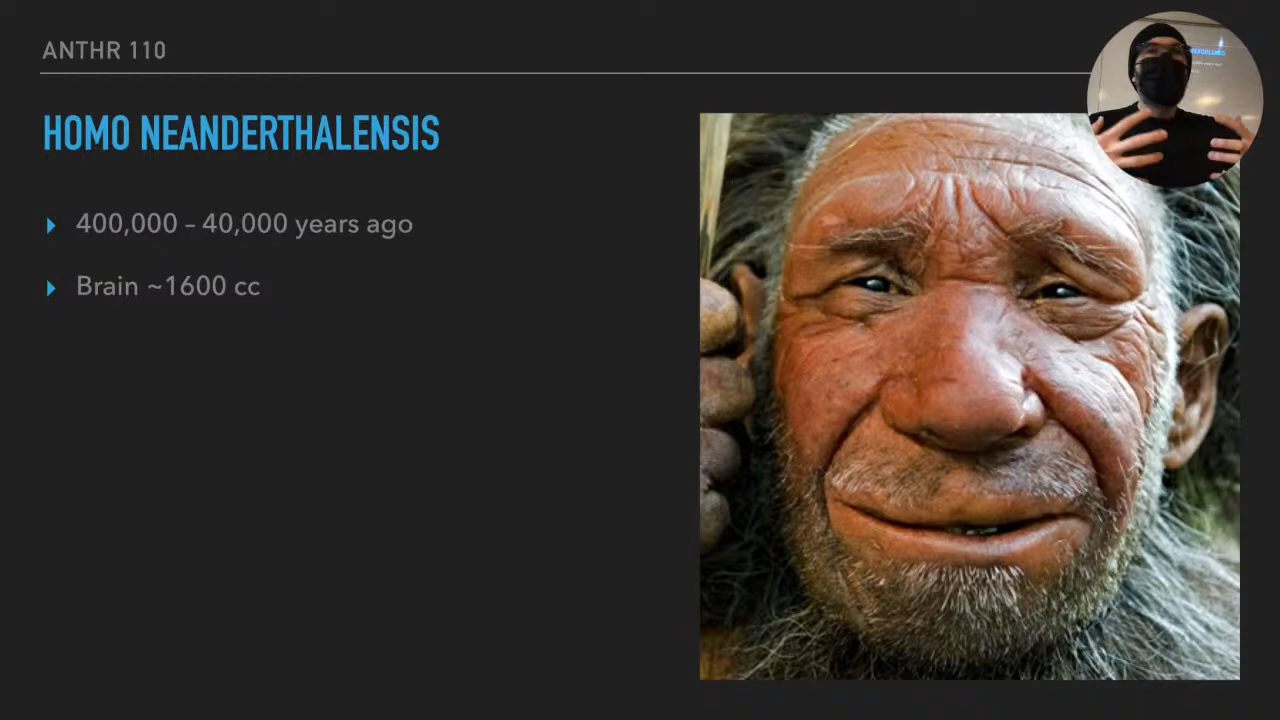 ANTHR 110
HOMO NEANDERTHALENSIS
400,000 – 40,000 years ago
Brain ~1600 cc